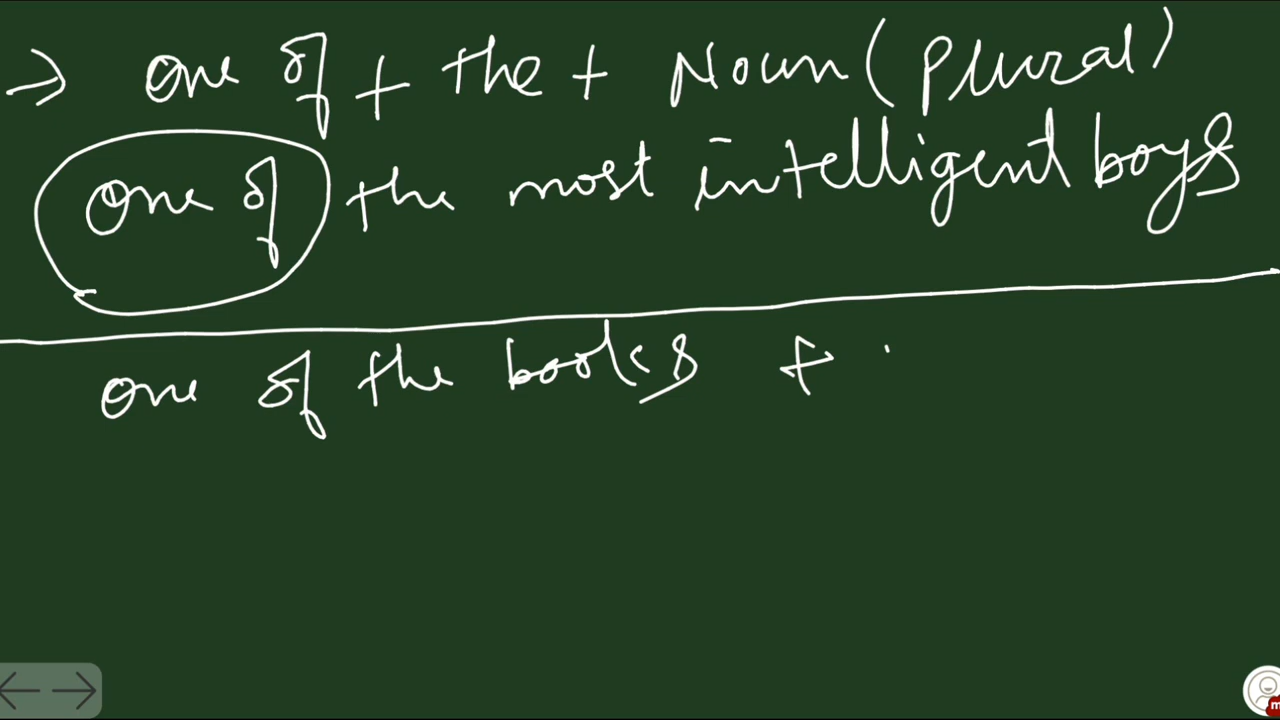 → one of + the + Noun (plural)
one of the most intelligent boys
one of the books +